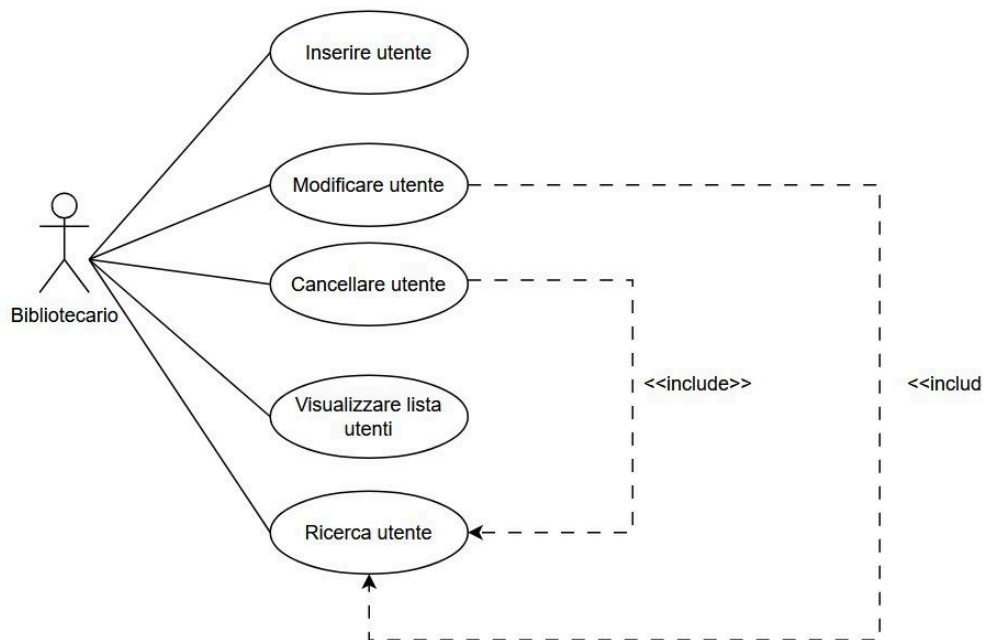 Inserire utente
Modificare utente
Cancellare utente
Bibliotecario
<<include>>
<<includ
Visualizzare lista
utenti
Ricerca utente